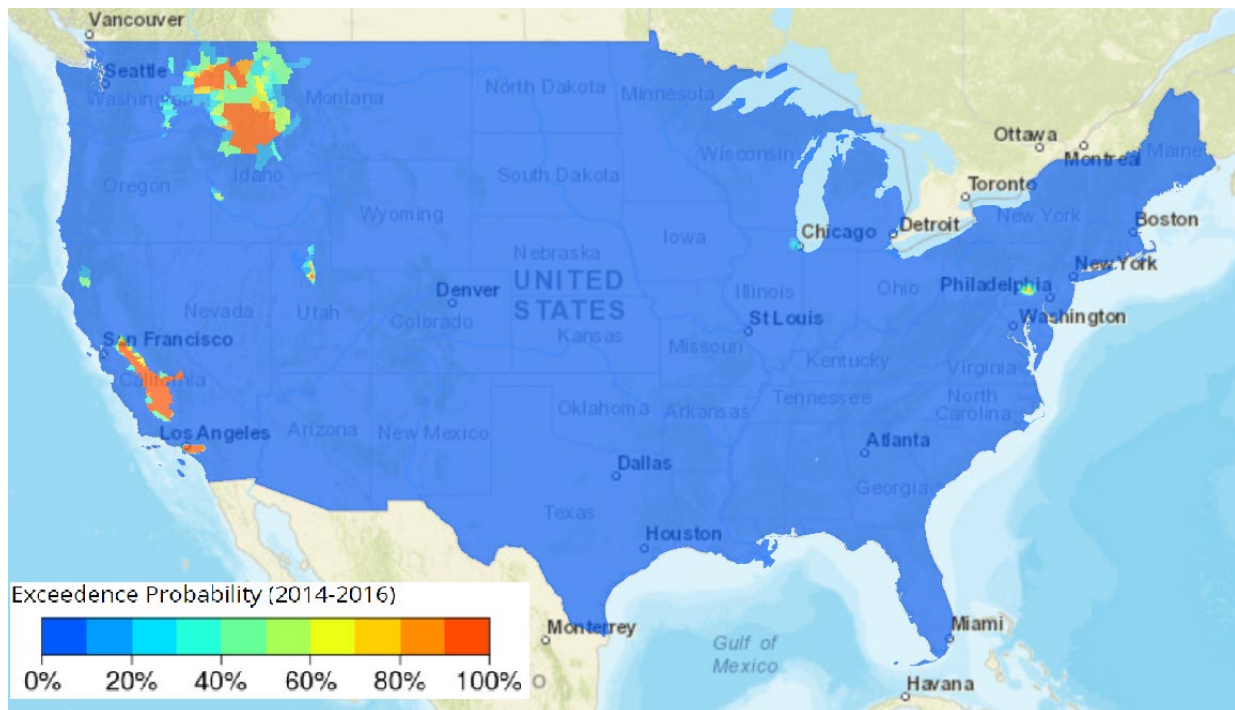 Vancouver
Seattle
Washington
Montana
North Dakota
Minnesota
Ottawa
Montreal
Maine
Wisconsin
Oregon
Idaho
South Dakota
Toronto
Wyoming
New York
Boston
Chicago
Detroit
Iowa
Nebraska
New York
UNITED
STATES
Denver
Illinois
Ohio
Philadelphia
Nevada
Utah
Colorado
Kansas
St Louis
Washington
San Francisco
Missouri
Kentucky
Virginia
California
Tennessee
North
Carolina
Oklahoma
Arkansas
Los Angeles
Arizona
New Mexico
Atlanta
Dallas
Georgia
Texas
Houston
Exceedence Probability (2014-2016)
0% 20% 40% 60% 80% 100%
Monterrey
Gulf of
Mexico
Miami
Havana